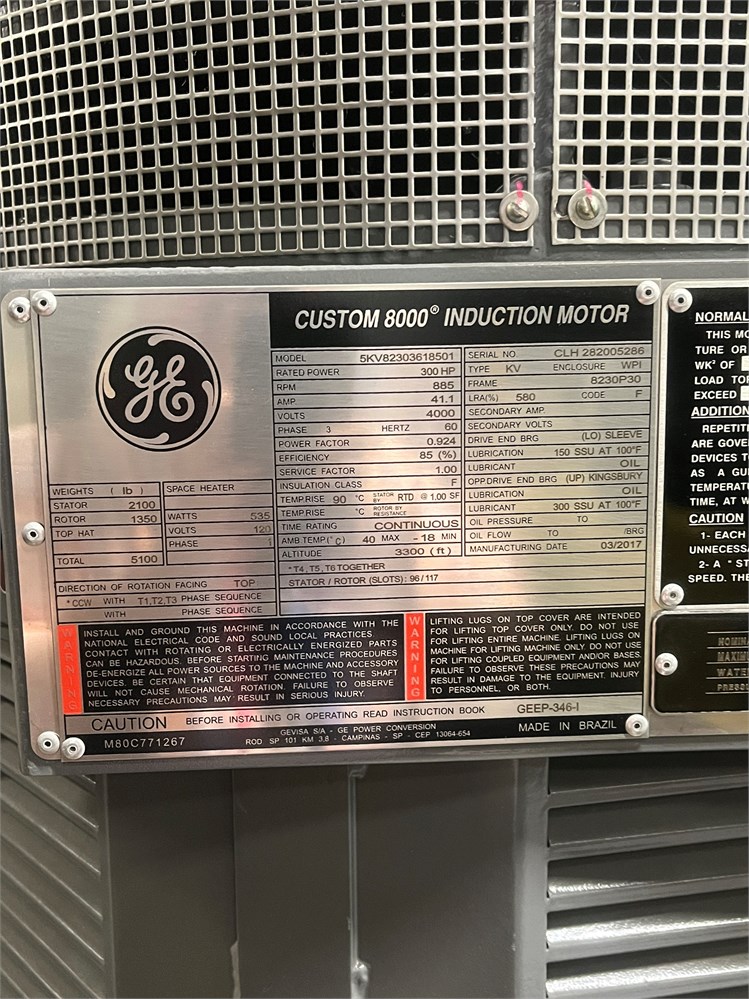 GE
CUSTOM 8000® INDUCTION MOTOR
MODEL 5KV82303618501
RATED POWER 300 HP
RPM 885
AMP. 41.1
VOLTS 4000
PHASE 3 HERTZ 60
POWER FACTOR 0.924
EFFICIENCY 85 (%)
SERVICE FACTOR 1.00
INSULATION CLASS F
TEMP.RISE 90 °C STATOR BY RTD @ 1.00 SF
TEMP.RISE °C ROTOR BY RESISTANCE
TIME RATING CONTINUOUS
AMB TEMP(°C) 40 MAX -18 MIN
ALTITUDE 3300 (ft)
SERIAL NO. CLH 282005286
TYPE KV ENCLOSURE WPI
FRAME 8230P30
LRA(%) 580 CODE F
SECONDARY AMP.
SECONDARY VOLTS
DRIVE END BRG (LO) SLEEVE
LUBRICATION 150 SSU AT 100°F
LUBRICANT OIL
OPP.DRIVE END BRG (UP) KINGSBURY
LUBRICATION OIL
LUBRICANT 300 SSU AT 100°F
OIL PRESSURE TO
OIL FLOW TO /BRG
MANUFACTURING DATE 03/2017
*T4, T5, T6 TOGETHER
STATOR / ROTOR (SLOTS): 96/117
WEIGHTS ( lb )
STATOR 2100
ROTOR 1350
TOP HAT
TOTAL 5100
SPACE HEATER
WATTS 535
VOLTS 120
PHASE 1
DIRECTION OF ROTATION FACING TOP
*CCW WITH T1,T2,T3 PHASE SEQUENCE
WITH PHASE SEQUENCE
WARNING
INSTALL AND GROUND THIS MACHINE IN ACCORDANCE WITH THE
NATIONAL ELECTRICAL CODE AND SOUND LOCAL PRACTICES.
CONTACT WITH ROTATING OR ELECTRICALLY ENERGIZED PARTS
CAN BE HAZARDOUS. BEFORE STARTING MAINTENANCE PROCEDURES
DE-ENERGIZE ALL POWER SOURCES TO THE MACHINE AND ACCESSORY
DEVICES. BE CERTAIN THAT EQUIPMENT CONNECTED TO THE SHAFT
WILL NOT CAUSE MECHANICAL ROTATION. FAILURE TO OBSERVE
NECESSARY PRECAUTIONS MAY RESULT IN SERIOUS INJURY.
WARNING
LIFTING LUGS ON TOP COVER ARE INTENDED
FOR LIFTING TOP COVER ONLY. DO NOT USE
FOR LIFTING ENTIRE MACHINE. LIFTING LUGS ON
MACHINE FOR LIFTING MACHINE ONLY. DO NOT USE
FOR LIFTING COUPLED EQUIPMENT AND/OR BASES.
FAILURE TO OBSERVE THESE PRECAUTIONS MAY
RESULT IN DAMAGE TO THE EQUIPMENT, INJURY
TO PERSONNEL, OR BOTH.
CAUTION BEFORE INSTALLING OR OPERATING READ INSTRUCTION BOOK GEEP-346-I
M80C771267
GEVISA S/A - GE POWER CONVERSION
ROD SP 101 KM 3,8 - CAMPINAS - SP - CEP 13064-654
MADE IN BRAZIL
NORMAL
THIS MO
TURE OR
WK² OF
LOAD TO
EXCEED
ADDITION
REPETITI
ARE GOVE
DEVICES TO
AS A GUI
TEMPERATU
TIME, AT W
CAUTION
1- EACH
UNNECESSA
2- A " ST
SPEED. THE
NOMIN
MAXIM
WATE
PRESS